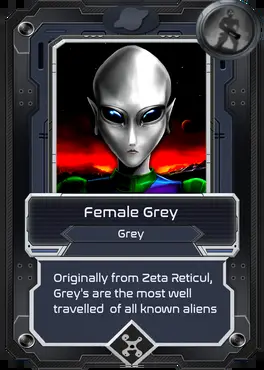 Female Grey
Grey
Originally from Zeta Reticul,
Grey's are the most well
travelled of all known aliens